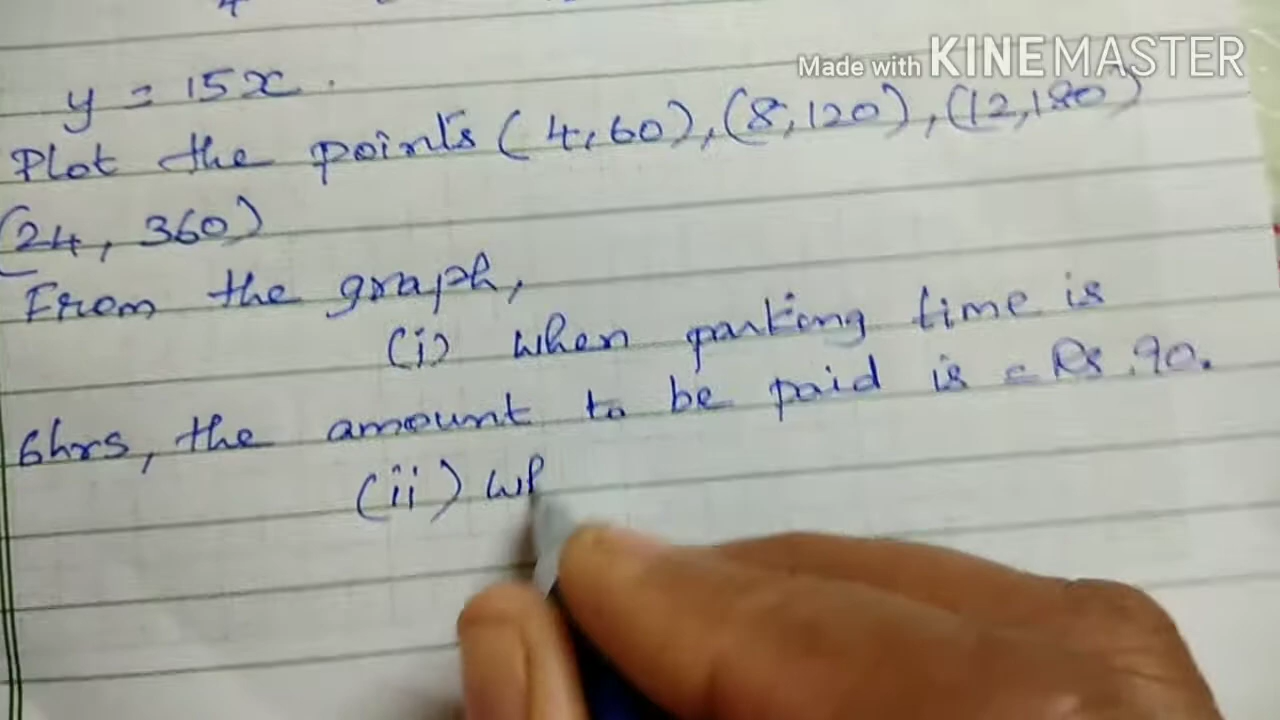 Made with KINEMASTER
y = 15x.
Plot the points (4,60), (8,120), (12,180)
(24, 360)
From the graph,
(i) when parking time is
6hrs, the amount to be paid is = Rs.90.
(ii) wh